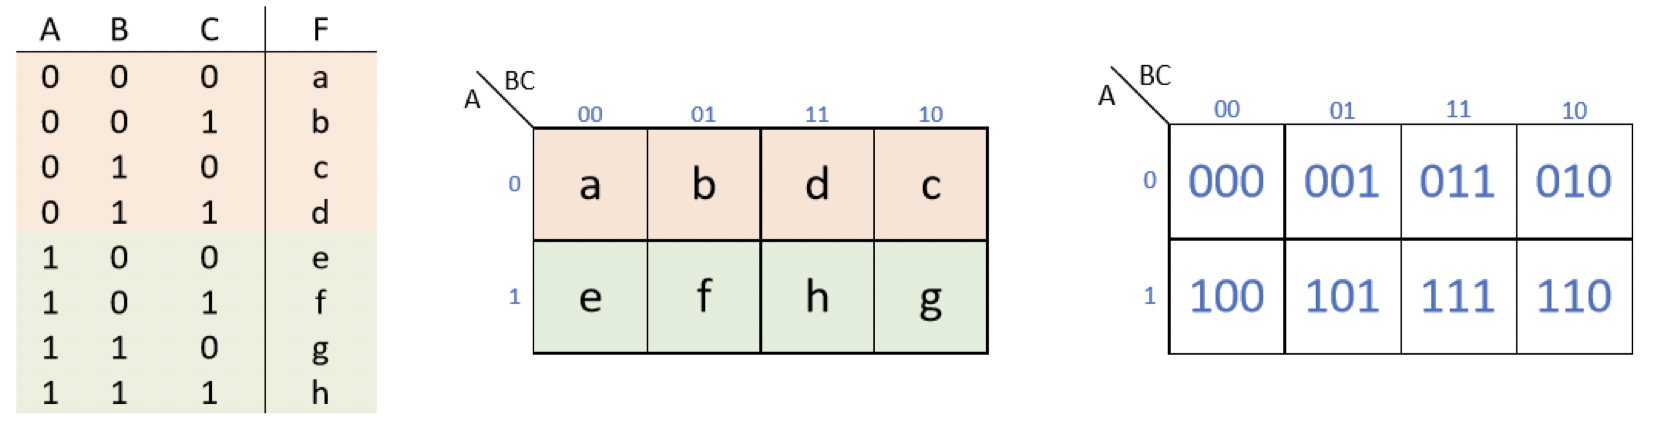 A B C F
0 0 0 a
0 0 1 b
0 1 0 c
0 1 1 d
1 0 0 e
1 0 1 f
1 1 0 g
1 1 1 h
BC
A
00 01 11 10
0 a b d c
1 e f h g
BC
A
00 01 11 10
0 000 001 011 010
1 100 101 111 110